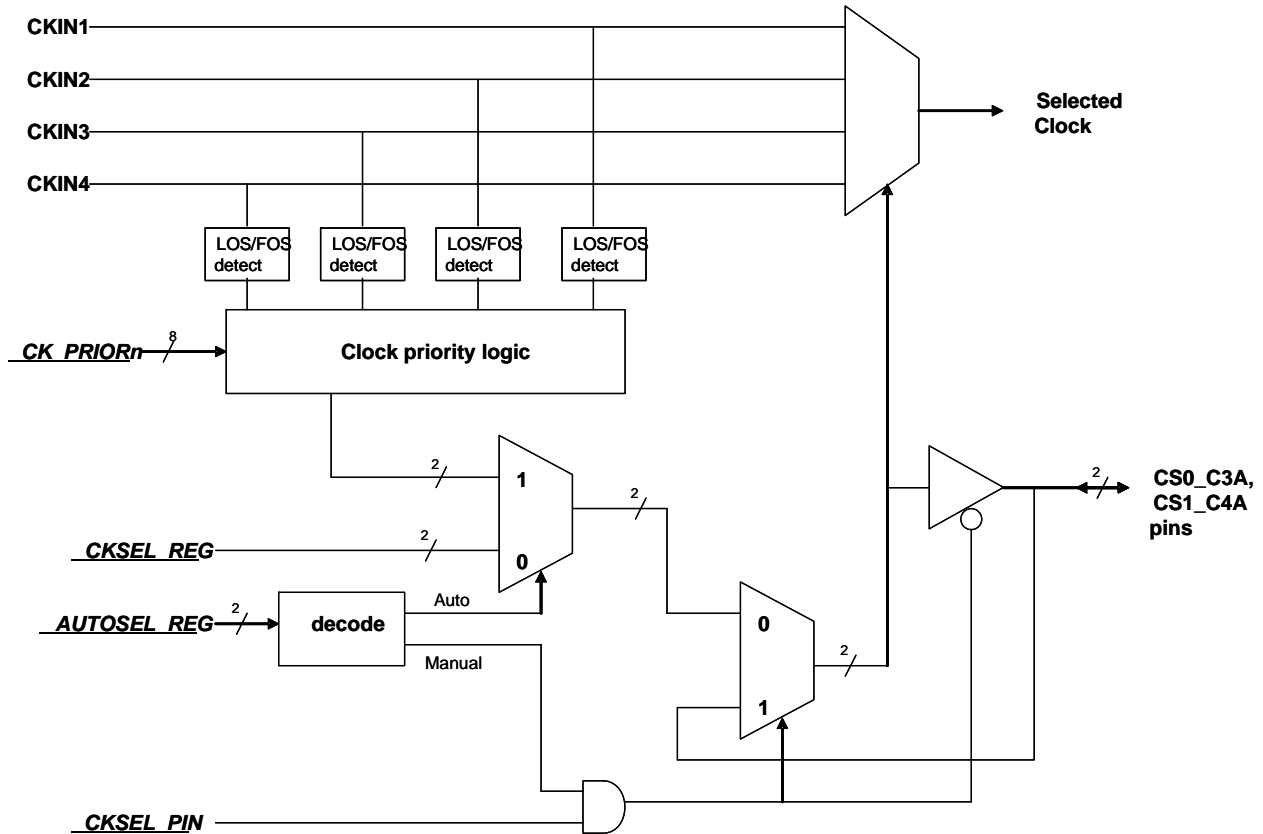 CKIN1
CKIN2
CKIN3
CKIN4
Selected
Clock
LOS/FOS
detect
LOS/FOS
detect
LOS/FOS
detect
LOS/FOS
detect
CK_PRIORn
8
Clock priority logic
2
1
2
CKSEL_REG
2
0
2
CS0_C3A,
CS1_C4A
pins
AUTOSEL_REG
2
decode
Auto
Manual
0
2
1
CKSEL_PIN